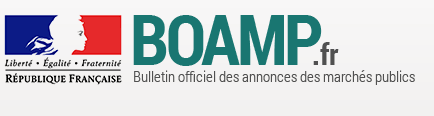 Liberté • Égalité • Fraternité
RÉPUBLIQUE FRANÇAISE
BOAMP.fr
Bulletin officiel des annonces des marchés publics